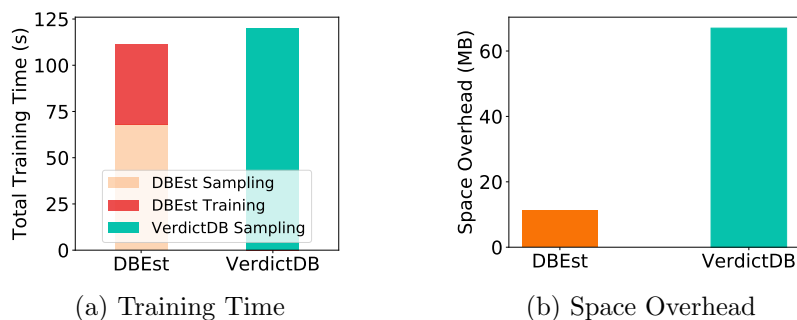 Total Training Time (s)
125
100
75
50
25
0
DBEst Sampling
DBEst Training
VerdictDB Sampling
DBEst
VerdictDB
(a) Training Time
Space Overhead (MB)
60
40
20
0
DBEst
VerdictDB
(b) Space Overhead